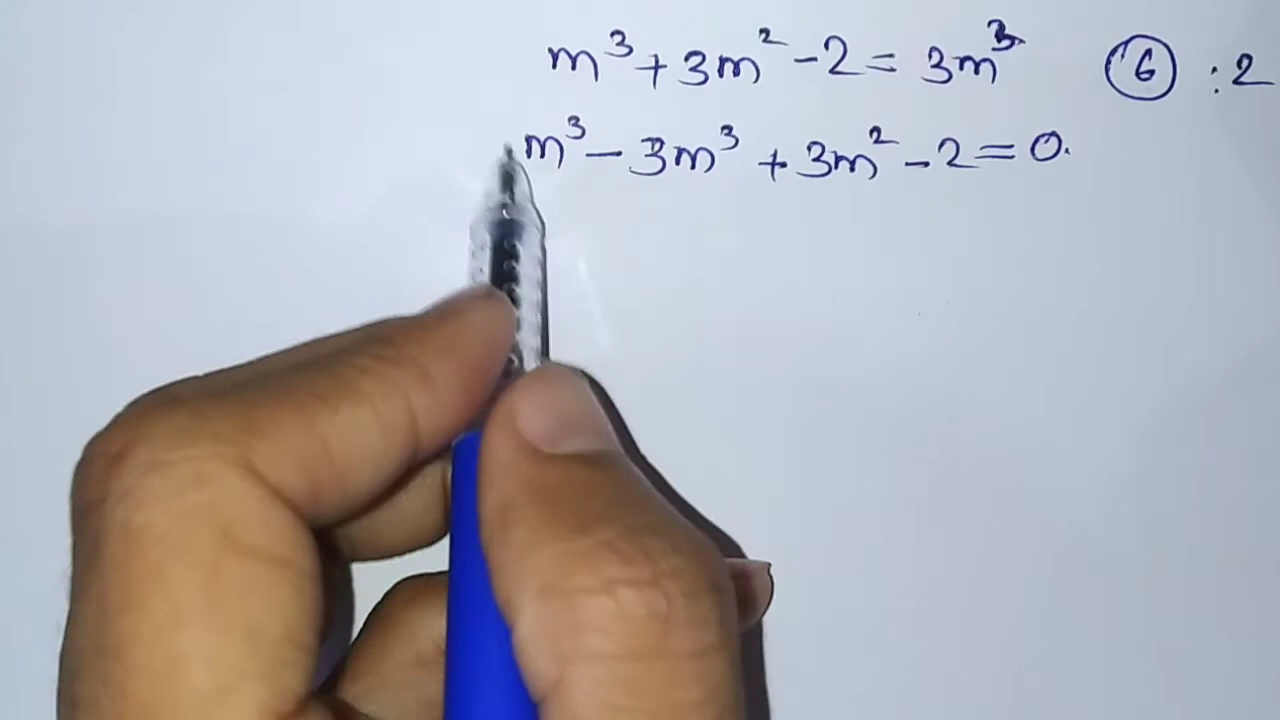 m³ + 3m² - 2 = 3m³ ⑥ : 2
m³ - 3m³ + 3m² - 2 = 0.